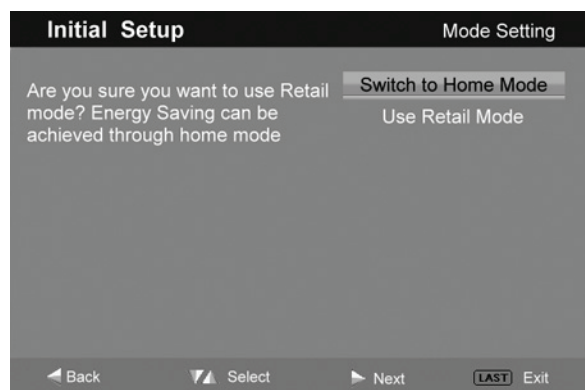 Initial Setup
Mode Setting
Are you sure you want to use Retail
mode? Energy Saving can be
achieved through home mode
Switch to Home Mode
Use Retail Mode
Back
Select
Next
LAST Exit